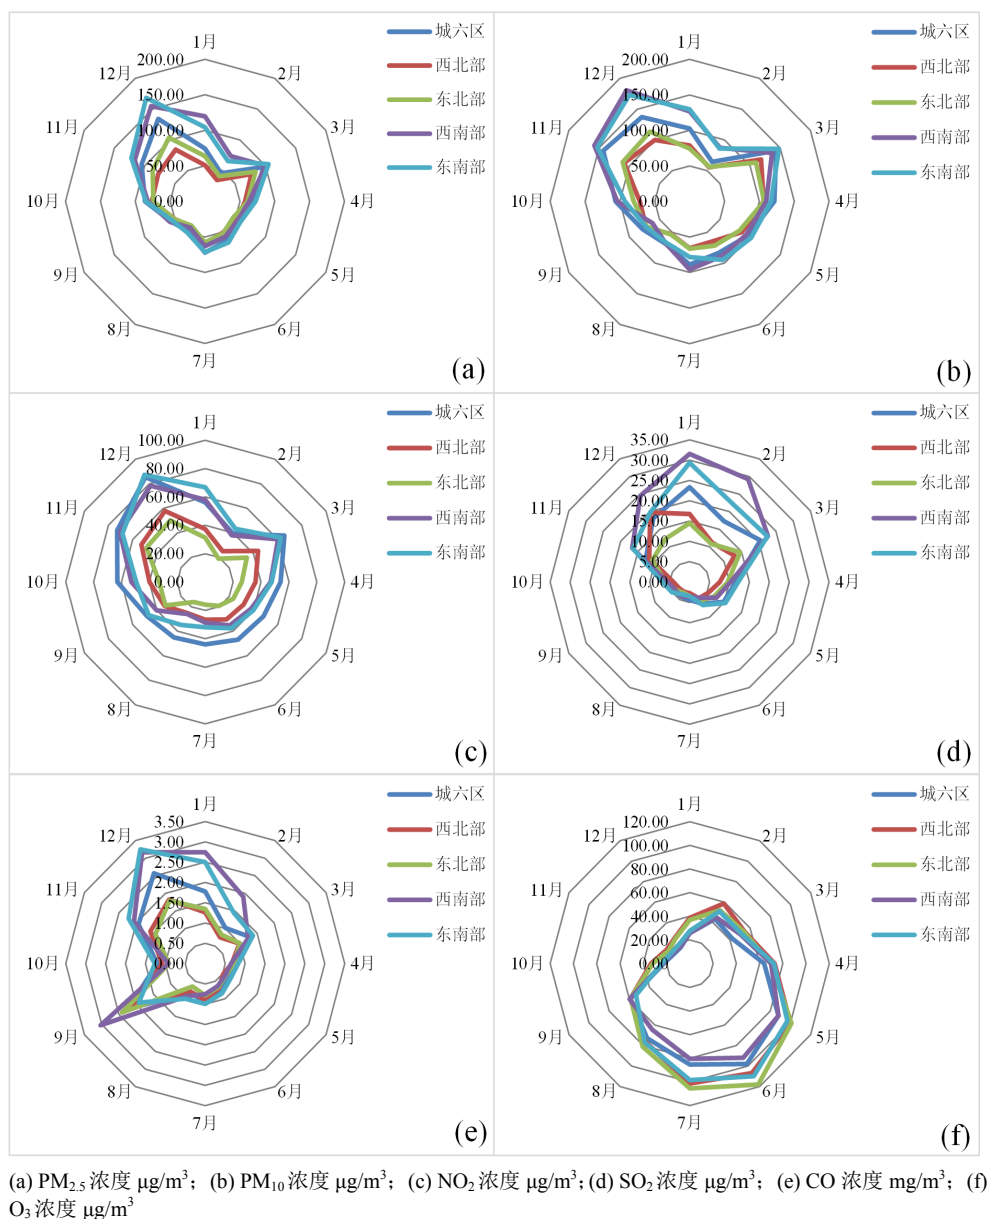 1月
200.00
12月
2月
150.00
11月
3月
100.00
50.00
10月
0.00
4月
9月
5月
8月
6月
7月
城六区
西北部
东北部
西南部
东南部
(a)
1月
200.00
12月
2月
150.00
11月
3月
100.00
50.00
10月
0.00
4月
9月
5月
8月
6月
7月
城六区
西北部
东北部
西南部
东南部
(b)
1月
100.00
12月
2月
80.00
11月
3月
60.00
40.00
20.00
10月
0.00
4月
9月
5月
8月
6月
7月
城六区
西北部
东北部
西南部
东南部
(c)
1月
35.00
12月
2月
30.00
25.00
11月
3月
20.00
15.00
10.00
5.00
10月
0.00
4月
9月
5月
8月
6月
7月
城六区
西北部
东北部
西南部
东南部
(d)
1月
3.50
12月
2月
3.00
2.50
11月
3月
2.00
1.50
1.00
0.50
10月
0.00
4月
9月
5月
8月
6月
7月
城六区
西北部
东北部
西南部
东南部
(e)
1月
120.00
12月
2月
100.00
80.00
11月
3月
60.00
40.00
20.00
10月
0.00
4月
9月
5月
8月
6月
7月
城六区
西北部
东北部
西南部
东南部
(f)
(a) PM2.5 浓度 μg/m³；(b) PM10 浓度 μg/m³；(c) NO2 浓度 μg/m³；(d) SO2 浓度 μg/m³；(e) CO 浓度 mg/m³；(f)
O3 浓度 μg/m³